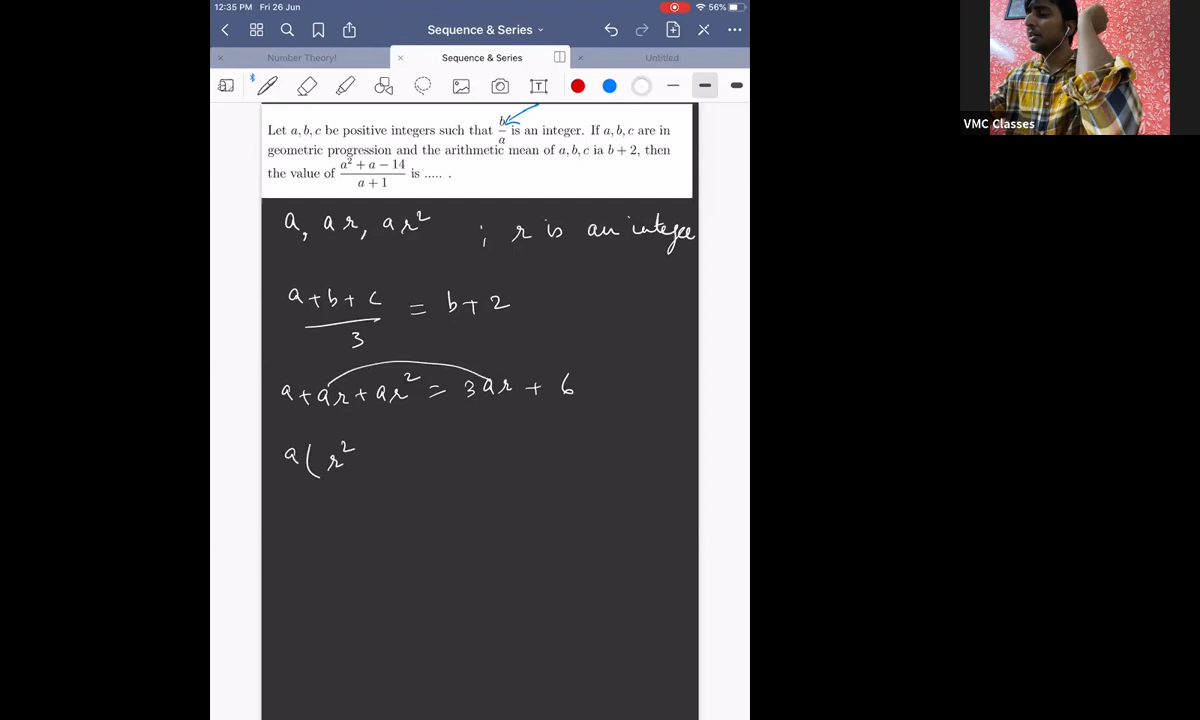 12:35 PM Fri 26 Jun
56%
Sequence & Series
Number Theory!
Sequence & Series
Untitled
VMC Classes
Let a, b, c be positive integers such that b/a is an integer. If a, b, c are in
geometric progression and the arithmetic mean of a, b, c ia b + 2, then
the value of (a² + a − 14)/(a + 1) is ..... .
a, ar, ar² ; r is an integer
(a+b+c)/3 = b+2
a+ar+ar² = 3ar + 6
a(r²